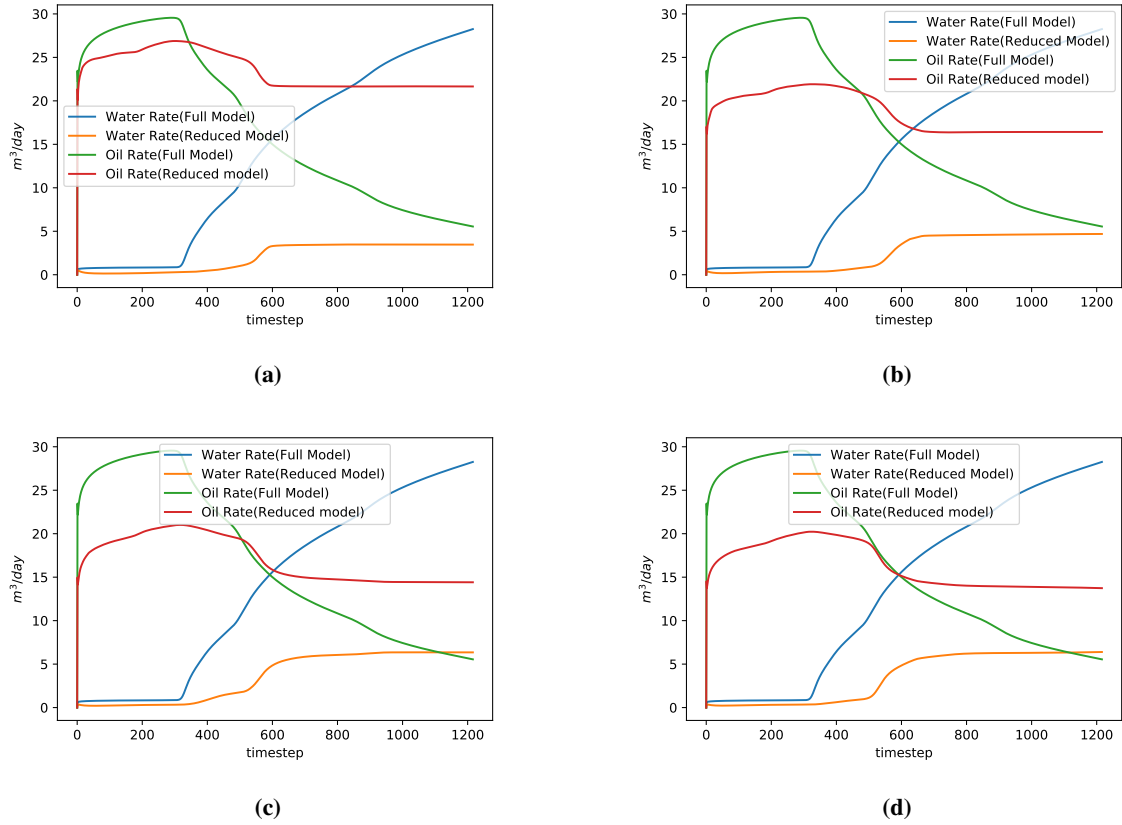 30
25
20
15
10
5
0
m³/day
Water Rate(Full Model)
Water Rate(Reduced Model)
Oil Rate(Full Model)
Oil Rate(Reduced model)
0 200 400 600 800 1000 1200
timestep
(a)
30
25
20
15
10
5
0
m³/day
Water Rate(Full Model)
Water Rate(Reduced Model)
Oil Rate(Full Model)
Oil Rate(Reduced model)
0 200 400 600 800 1000 1200
timestep
(b)
30
25
20
15
10
5
0
m³/day
Water Rate(Full Model)
Water Rate(Reduced Model)
Oil Rate(Full Model)
Oil Rate(Reduced model)
0 200 400 600 800 1000 1200
timestep
(c)
30
25
20
15
10
5
0
m³/day
Water Rate(Full Model)
Water Rate(Reduced Model)
Oil Rate(Full Model)
Oil Rate(Reduced model)
0 200 400 600 800 1000 1200
timestep
(d)